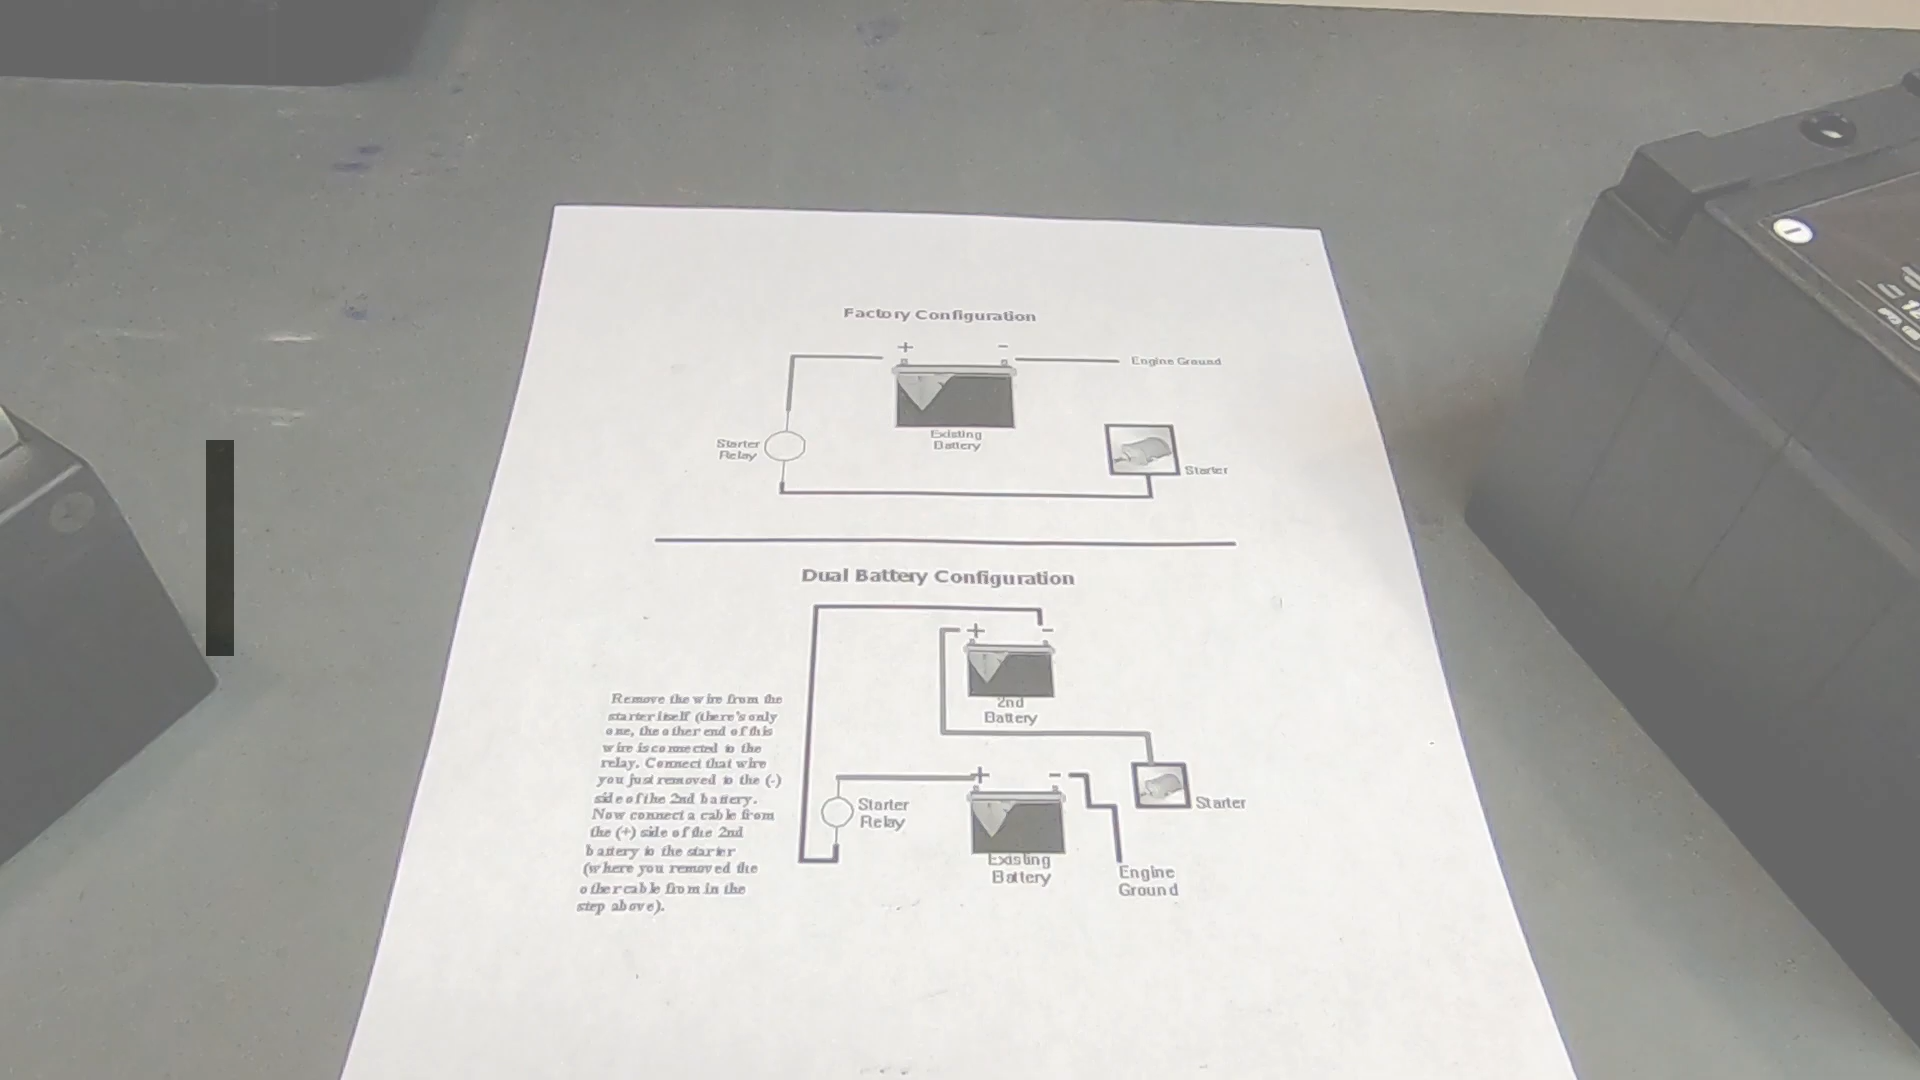 Factory Configuration
+ -
Engine Ground
Existing
Battery
Starter
Relay
Starter
Dual Battery Configuration
+ -
2nd
Battery
Remove the wire from the
starter itself (there's only
one, the other end of this
wire is connected to the
relay. Connect that wire
you just removed to the (-)
side of the 2nd battery.
Now connect a cable from
the (+) side of the 2nd
battery to the starter
(where you removed the
other cable from in the
step above).
+ -
Starter
Relay
Starter
Existing
Battery
Engine
Ground